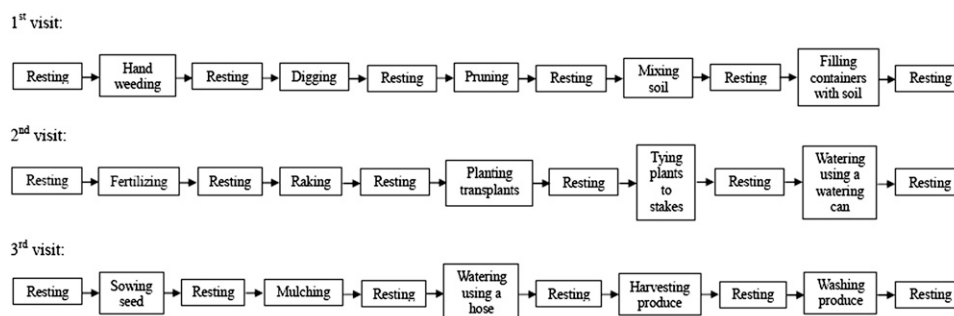 1st visit:
Resting
Hand
weeding
Resting
Digging
Resting
Pruning
Resting
Mixing
soil
Resting
Filling
containers
with soil
Resting
2nd visit:
Resting
Fertilizing
Resting
Raking
Resting
Planting
transplants
Resting
Tying
plants
to
stakes
Resting
Watering
using a
watering
can
Resting
3rd visit:
Resting
Sowing
seed
Resting
Mulching
Resting
Watering
using a
hose
Resting
Harvesting
produce
Resting
Washing
produce
Resting